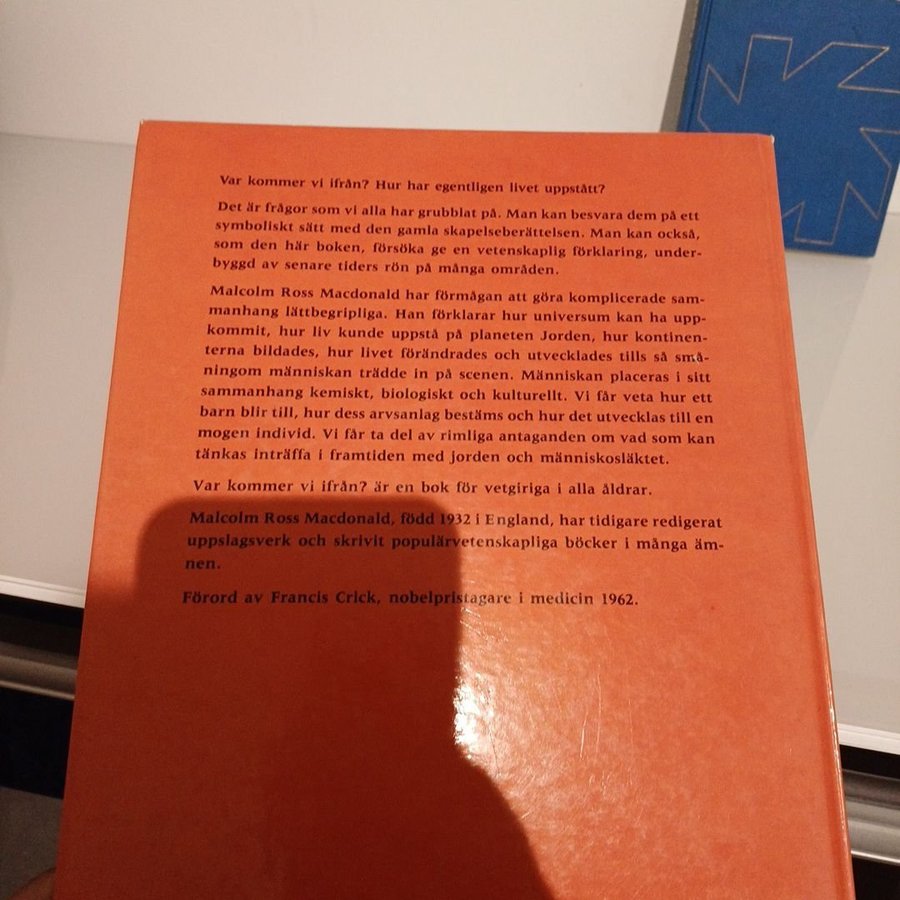 Var kommer vi ifrån? Hur har egentligen livet uppstått?
Det är frågor som vi alla har grubblat på. Man kan besvara dem på ett
symboliskt sätt med den gamla skapelseberättelsen. Man kan också,
som den här boken, försöka ge en vetenskaplig förklaring, under-
byggd av senare tiders rön på många områden.
Malcolm Ross Macdonald har förmågan att göra komplicerade sam-
manhang lättbegripliga. Han förklarar hur universum kan ha upp-
kommit, hur liv kunde uppstå på planeten Jorden, hur kontinen-
terna bildades, hur livet förändrades och utvecklades tills så små-
ningom människan trädde in på scenen. Människan placeras i sitt
sammanhang kemiskt, biologiskt och kulturellt. Vi får veta hur ett
barn blir till, hur dess arvsanlag bestäms och hur det utvecklas till en
mogen individ. Vi får ta del av rimliga antaganden om vad som kan
tänkas inträffa i framtiden med jorden och människosläktet.
Var kommer vi ifrån? är en bok för vetgiriga i alla åldrar.
Malcolm Ross Macdonald, född 1932 i England, har tidigare redigerat
uppslagsverk och skrivit populärvetenskapliga böcker i många äm-
nen.
Förord av Francis Crick, nobelpristagare i medicin 1962.